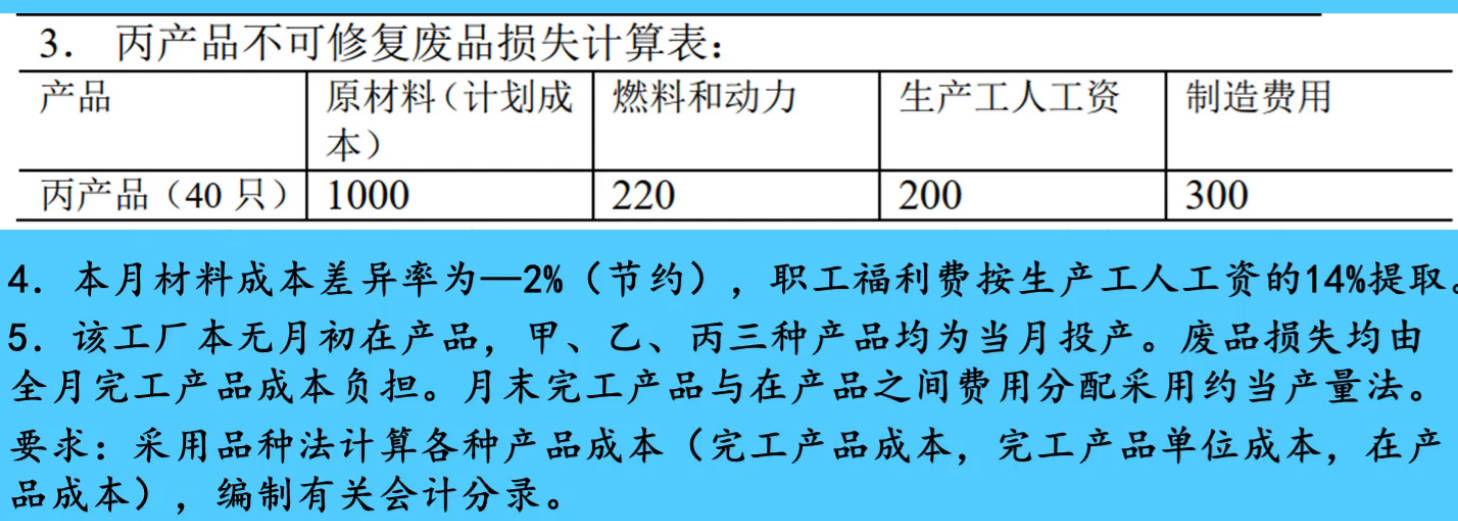 3. 丙产品不可修复废品损失计算表：
产品 原材料（计划成本） 燃料和动力 生产工人工资 制造费用
丙产品（40 只） 1000 220 200 300
4. 本月材料成本差异率为—2%（节约），职工福利费按生产工人工资的14%提取。
5. 该工厂本无月初在产品，甲、乙、丙三种产品均为当月投产。废品损失均由
全月完工产品成本负担。月末完工产品与在产品之间费用分配采用约当产量法。
要求：采用品种法计算各种产品成本（完工产品成本，完工产品单位成本，在产
品成本），编制有关会计分录。